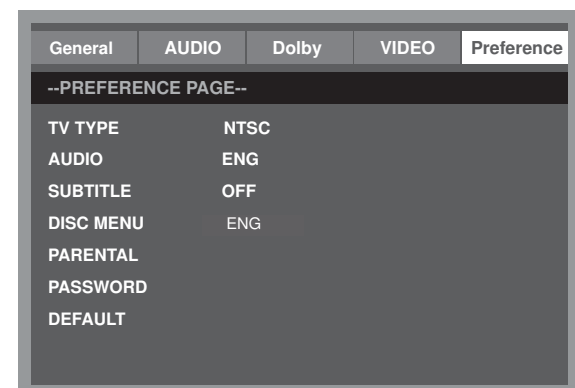 General AUDIO Dolby VIDEO Preference
--PREFERENCE PAGE--
TV TYPE NTSC
AUDIO ENG
SUBTITLE OFF
DISC MENU ENG
PARENTAL
PASSWORD
DEFAULT